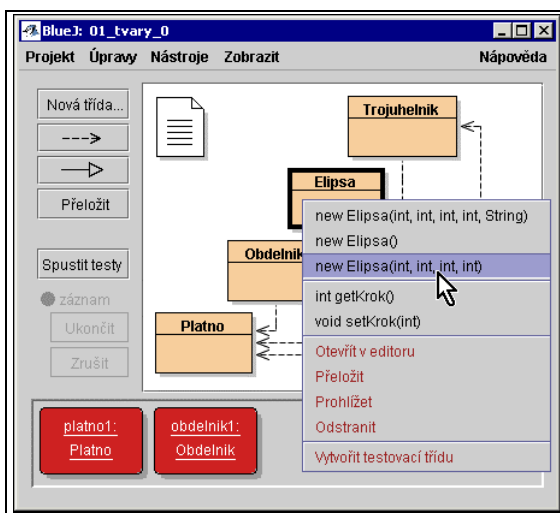 BlueJ: 01_tvary_0
Projekt Úpravy Nástroje Zobrazit Nápověda
Nová třída...
Přeložit
Spustit testy
záznam
Ukončit
Zrušit
Trojuhelnik
Elipsa
Obdelnik
Platno
new Elipsa(int, int, int, int, String)
new Elipsa()
new Elipsa(int, int, int, int)
int getKrok()
void setKrok(int)
Otevřít v editoru
Přeložit
Prohlížet
Odstranit
Vytvořit testovací třídu
platno1:
Platno
obdelnik1:
Obdelnik